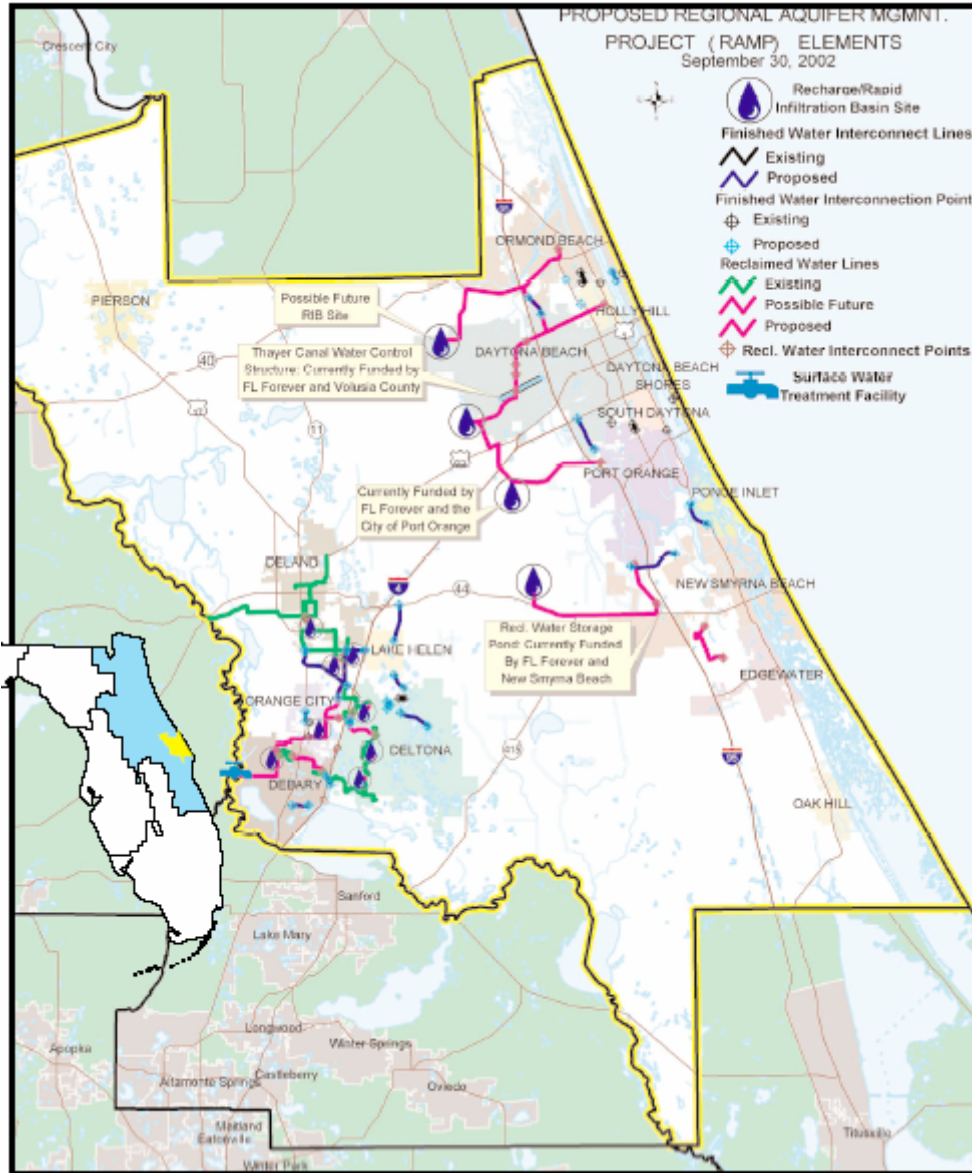 PROPOSED REGIONAL AQUIFER MGMNT.
PROJECT (RAMP) ELEMENTS
September 30, 2002
Recharge/Rapid
Infiltration Basin Site
Finished Water Interconnect Lines
Existing
Proposed
Finished Water Interconnection Point
Existing
Proposed
Reclaimed Water Lines
Existing
Possible Future
Proposed
Recl. Water Interconnect Points
Surface Water
Treatment Facility
Crescent City
95
ORMOND BEACH
PIERSON
Possible Future
RIB Site
HOLLY HILL
1
40
Thayer Canal Water Control
Structure: Currently Funded by
FL Forever and Volusia County
DAYTONA BEACH
DAYTONA BEACH
SHORES
17
SOUTH DAYTONA
11
92
PORT ORANGE
Currently Funded by
FL Forever and the
City of Port Orange
PONCE INLET
DELAND
4
44
NEW SMYRNA BEACH
Recl. Water Storage
Pond: Currently Funded
By FL Forever and
New Smyrna Beach
LAKE HELEN
EDGEWATER
ORANGE CITY
DELTONA
415
95
DEBARY
OAK HILL
Sanford
Lake Mary
Longwood
Winter Springs
Apopka
Altamonte Springs
Castleberry
Oviedo
Maitland
Eatonville
Winter Park
Titusville